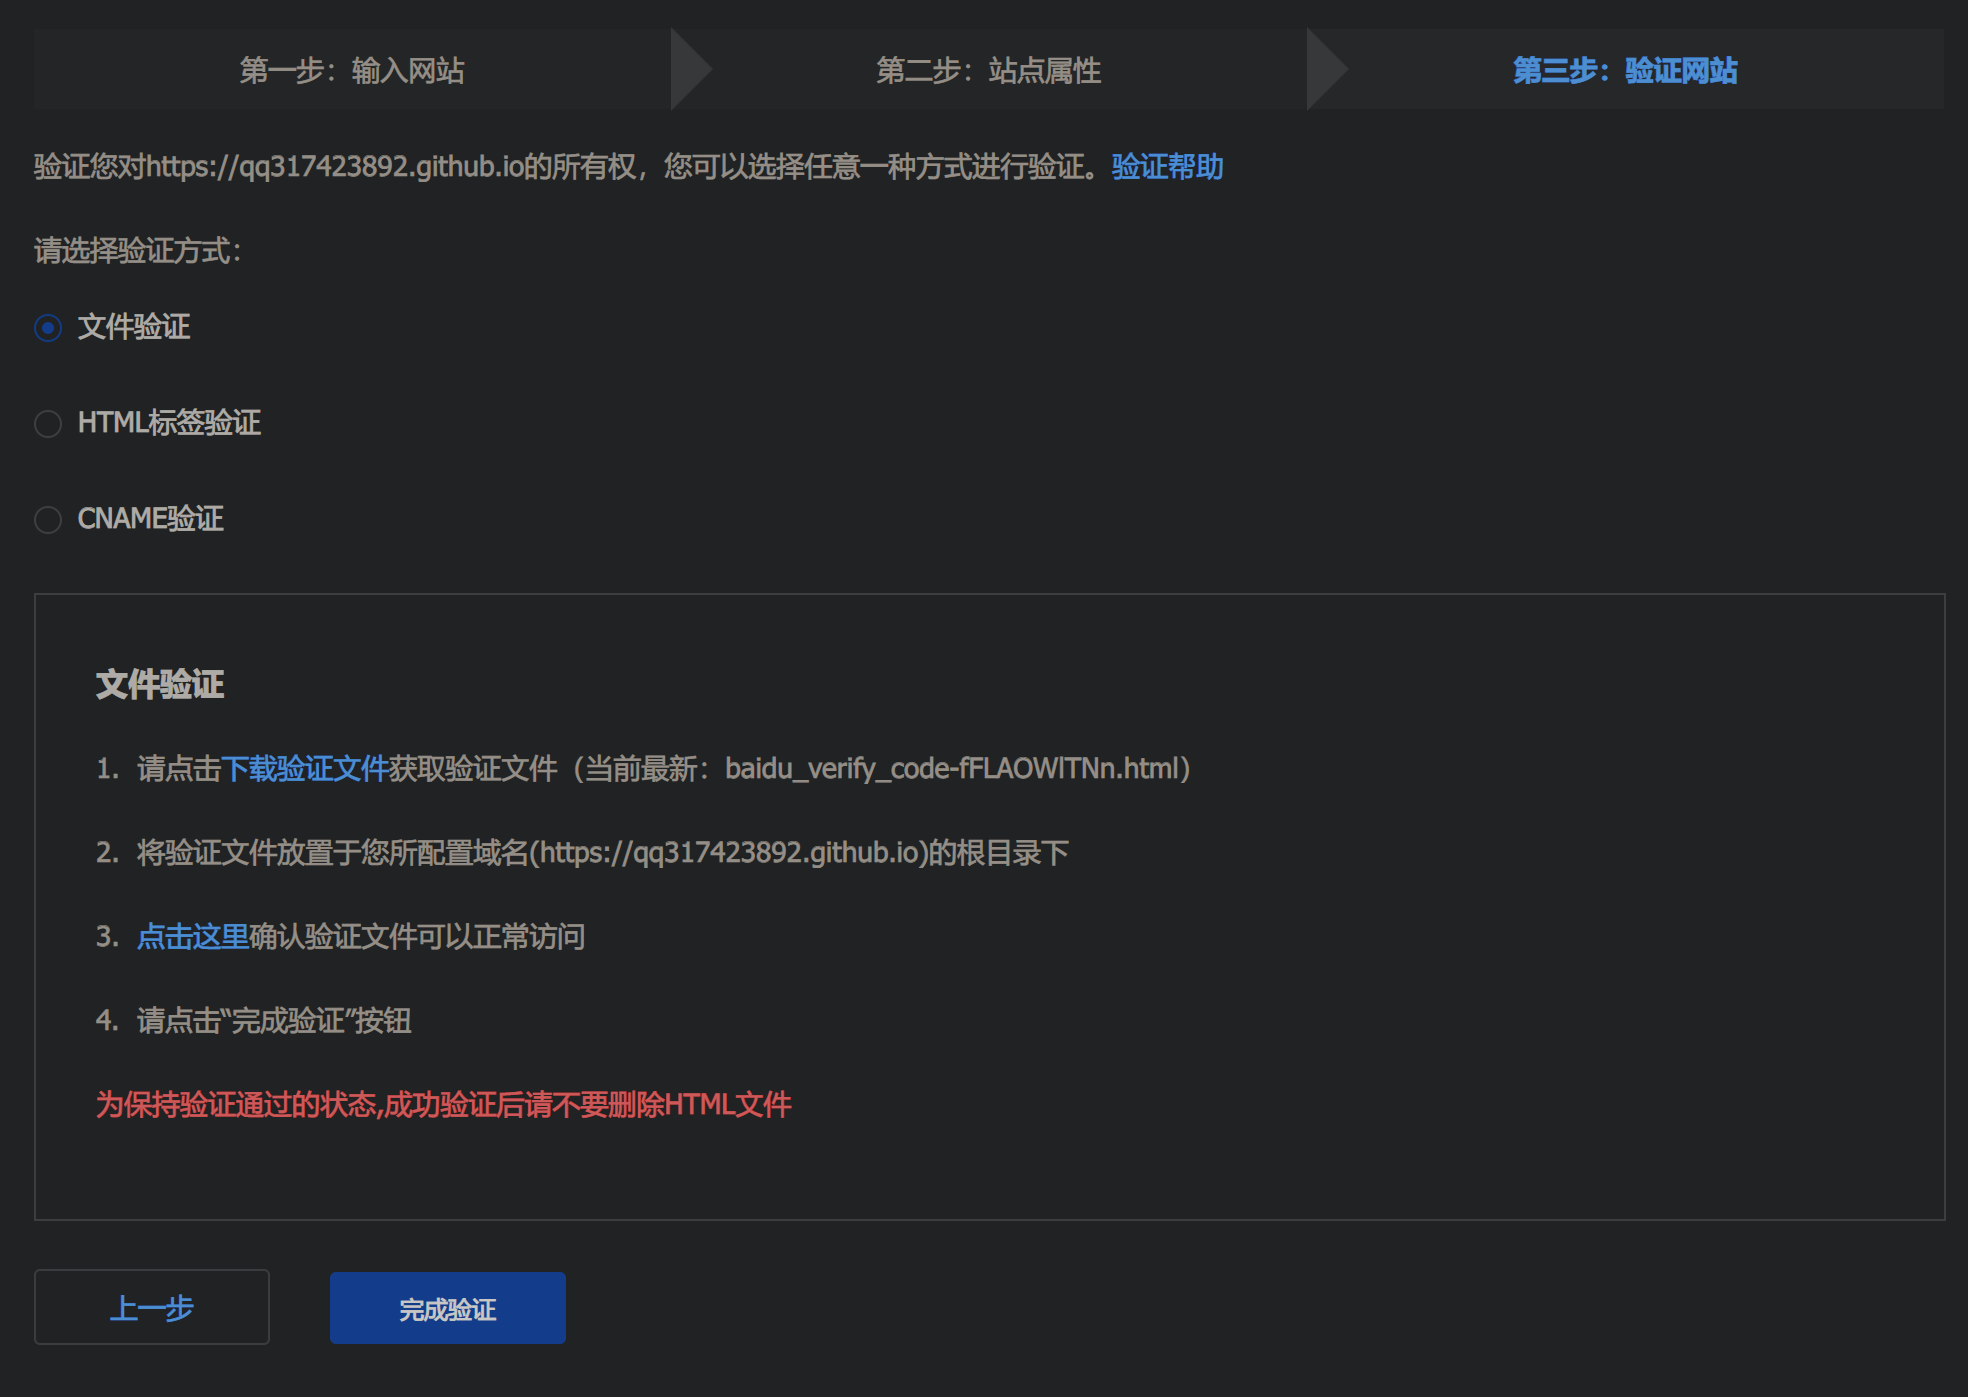 第一步：输入网站
第二步：站点属性
第三步：验证网站
验证您对https://qq317423892.github.io的所有权，您可以选择任意一种方式进行验证。验证帮助
请选择验证方式：
文件验证
HTML标签验证
CNAME验证
文件验证
1. 请点击下载验证文件获取验证文件（当前最新：baidu_verify_code-fFLAOWlTNn.html）
2. 将验证文件放置于您所配置域名(https://qq317423892.github.io)的根目录下
3. 点击这里确认验证文件可以正常访问
4. 请点击“完成验证”按钮
为保持验证通过的状态,成功验证后请不要删除HTML文件
上一步
完成验证